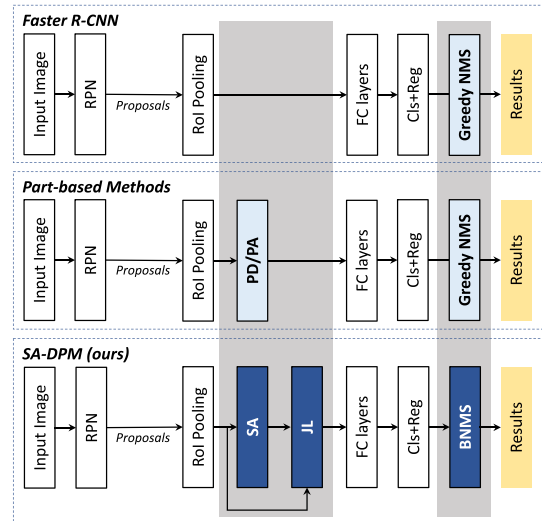 Faster R-CNN
Input Image
RPN
Proposals
RoI Pooling
FC layers
Cls+Reg
Greedy NMS
Results
Part-based Methods
Input Image
RPN
Proposals
RoI Pooling
PD/PA
FC layers
Cls+Reg
Greedy NMS
Results
SA-DPM (ours)
Input Image
RPN
Proposals
RoI Pooling
SA
JL
FC layers
Cls+Reg
BNMS
Results